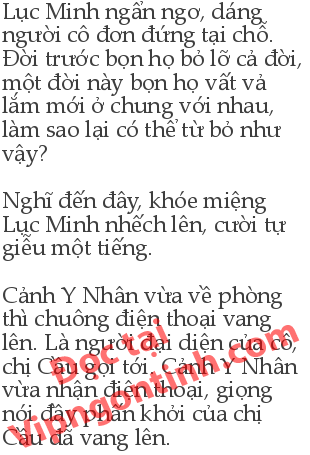 Lục Minh ngẩn ngơ, dáng
người cô đơn đứng tại chỗ.
Đời trước bọn họ bỏ lỡ cả đời,
một đời này bọn họ vất vả
lắm mới ở chung với nhau,
làm sao lại có thể từ bỏ như
vậy?
Nghĩ đến đây, khóe miệng
Lục Minh nhếch lên, cười tự
giễu một tiếng.
Cảnh Y Nhân vừa về phòng
thì chuông điện thoại vang
lên. Là người đại diện của cô,
chị Cầu gọi tới. Cảnh Y Nhân
vừa nhận điện thoại, giọng
nói đầy phấn khởi của chị
Cầu đã vang lên.
Đọc tại
Vipngontinh.com